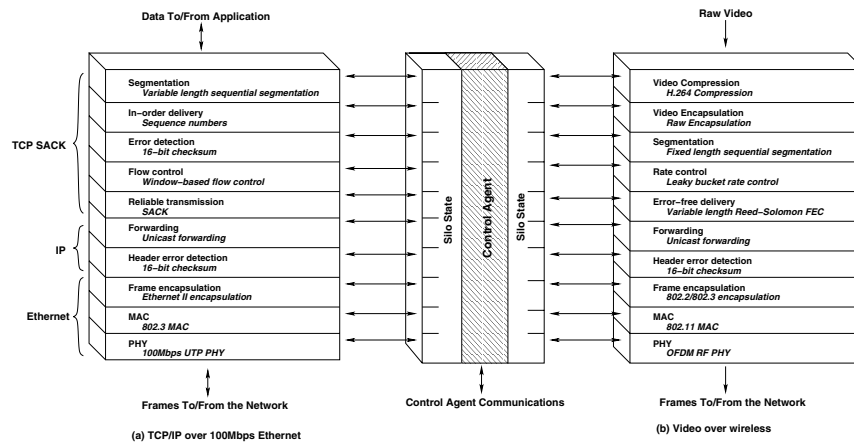 Data To/From Application
Raw Video
TCP SACK
IP
Ethernet
Segmentation
Variable length sequential segmentation
In-order delivery
Sequence numbers
Error detection
16-bit checksum
Flow control
Window-based flow control
Reliable transmission
SACK
Forwarding
Unicast forwarding
Header error detection
16-bit checksum
Frame encapsulation
Ethernet II encapsulation
MAC
802.3 MAC
PHY
100Mbps UTP PHY
Silo State
Control Agent
Silo State
Video Compression
H.264 Compression
Video Encapsulation
Raw Encapsulation
Segmentation
Fixed length sequential segmentation
Rate control
Leaky bucket rate control
Error-free delivery
Variable length Reed-Solomon FEC
Forwarding
Unicast forwarding
Header error detection
16-bit checksum
Frame encapsulation
802.2/802.3 encapsulation
MAC
802.11 MAC
PHY
OFDM RF PHY
Frames To/From the Network
Control Agent Communications
Frames To/From the Network
(a) TCP/IP over 100Mbps Ethernet
(b) Video over wireless